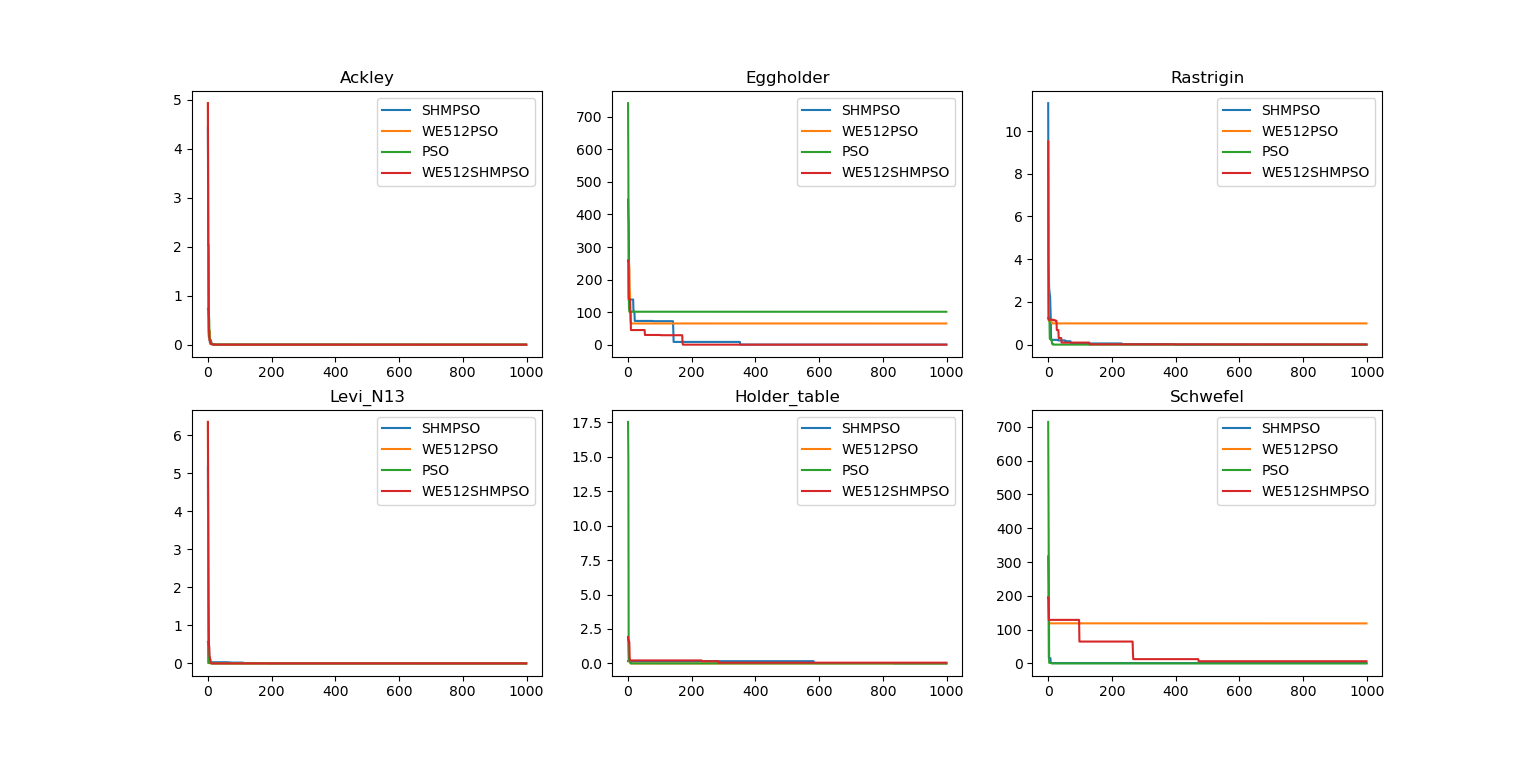 Ackley
5
4
3
2
1
0
0 200 400 600 800 1000
SHMPSO
WE512PSO
PSO
WE512SHMPSO
Eggholder
700
600
500
400
300
200
100
0
0 200 400 600 800 1000
SHMPSO
WE512PSO
PSO
WE512SHMPSO
Rastrigin
10
8
6
4
2
0
0 200 400 600 800 1000
SHMPSO
WE512PSO
PSO
WE512SHMPSO
Levi_N13
6
5
4
3
2
1
0
0 200 400 600 800 1000
SHMPSO
WE512PSO
PSO
WE512SHMPSO
Holder_table
17.5
15.0
12.5
10.0
7.5
5.0
2.5
0.0
0 200 400 600 800 1000
SHMPSO
WE512PSO
PSO
WE512SHMPSO
Schwefel
700
600
500
400
300
200
100
0
0 200 400 600 800 1000
SHMPSO
WE512PSO
PSO
WE512SHMPSO